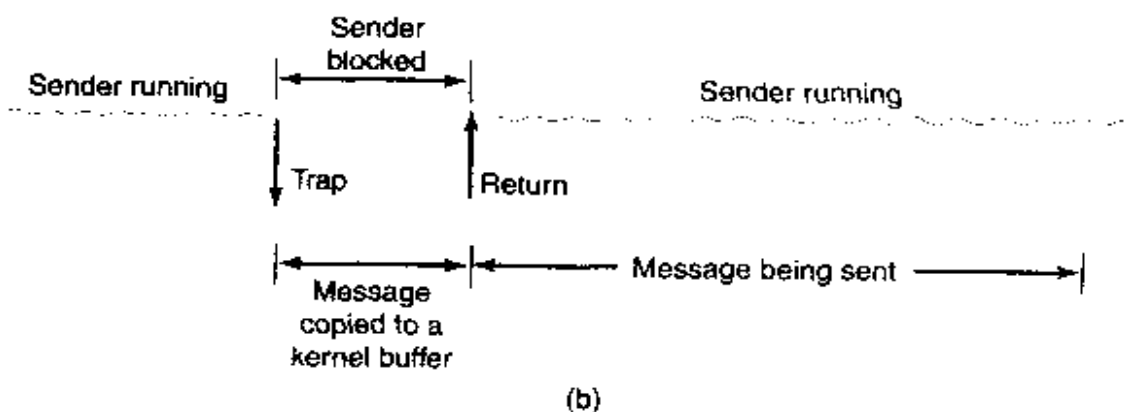 Sender
blocked
Sender running
Sender running
Trap
Return
Message being sent
Message
copied to a
kernel buffer
(b)